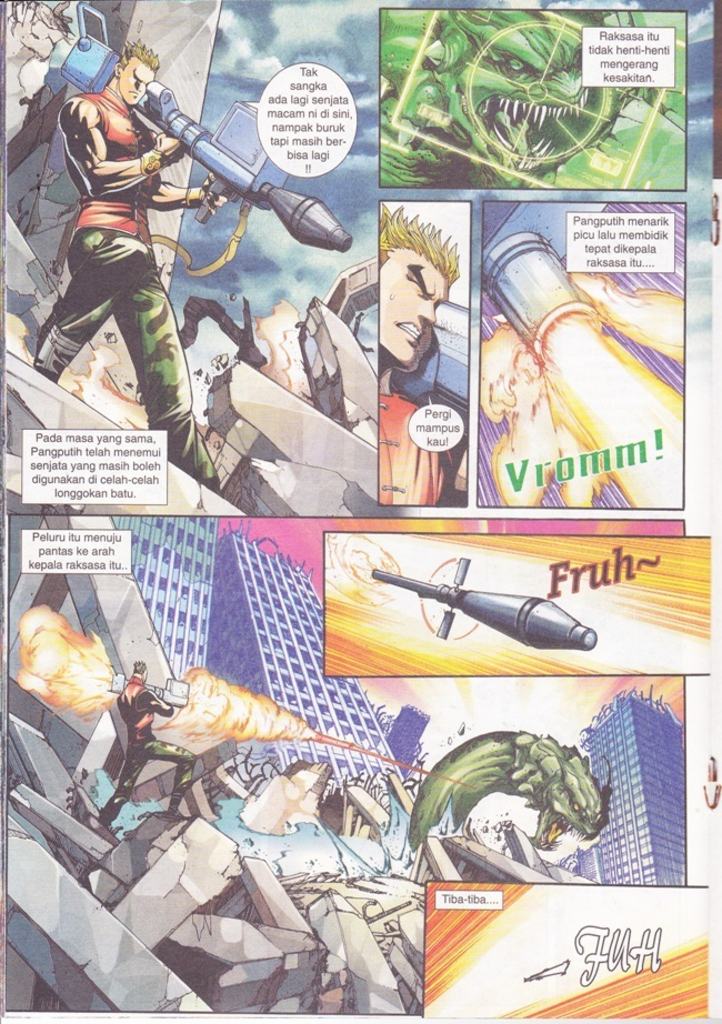 Tak
sangka
ada lagi senjata
macam ni di sini,
nampak buruk
tapi masih ber-
bisa lagi
!!
Pada masa yang sama,
Pangputih telah menemui
senjata yang masih boleh
digunakan di celah-celah
longgokan batu.
Raksasa itu
tidak henti-henti
mengerang
kesakitan.
Pergi
mampus
kau!
Pangputih menarik
picu lalu membidik
tepat dikepala
raksasa itu....
Vromm!
Peluru itu menuju
pantas ke arah
kepala raksasa itu..
Fruh~
Tiba-tiba....
FUH